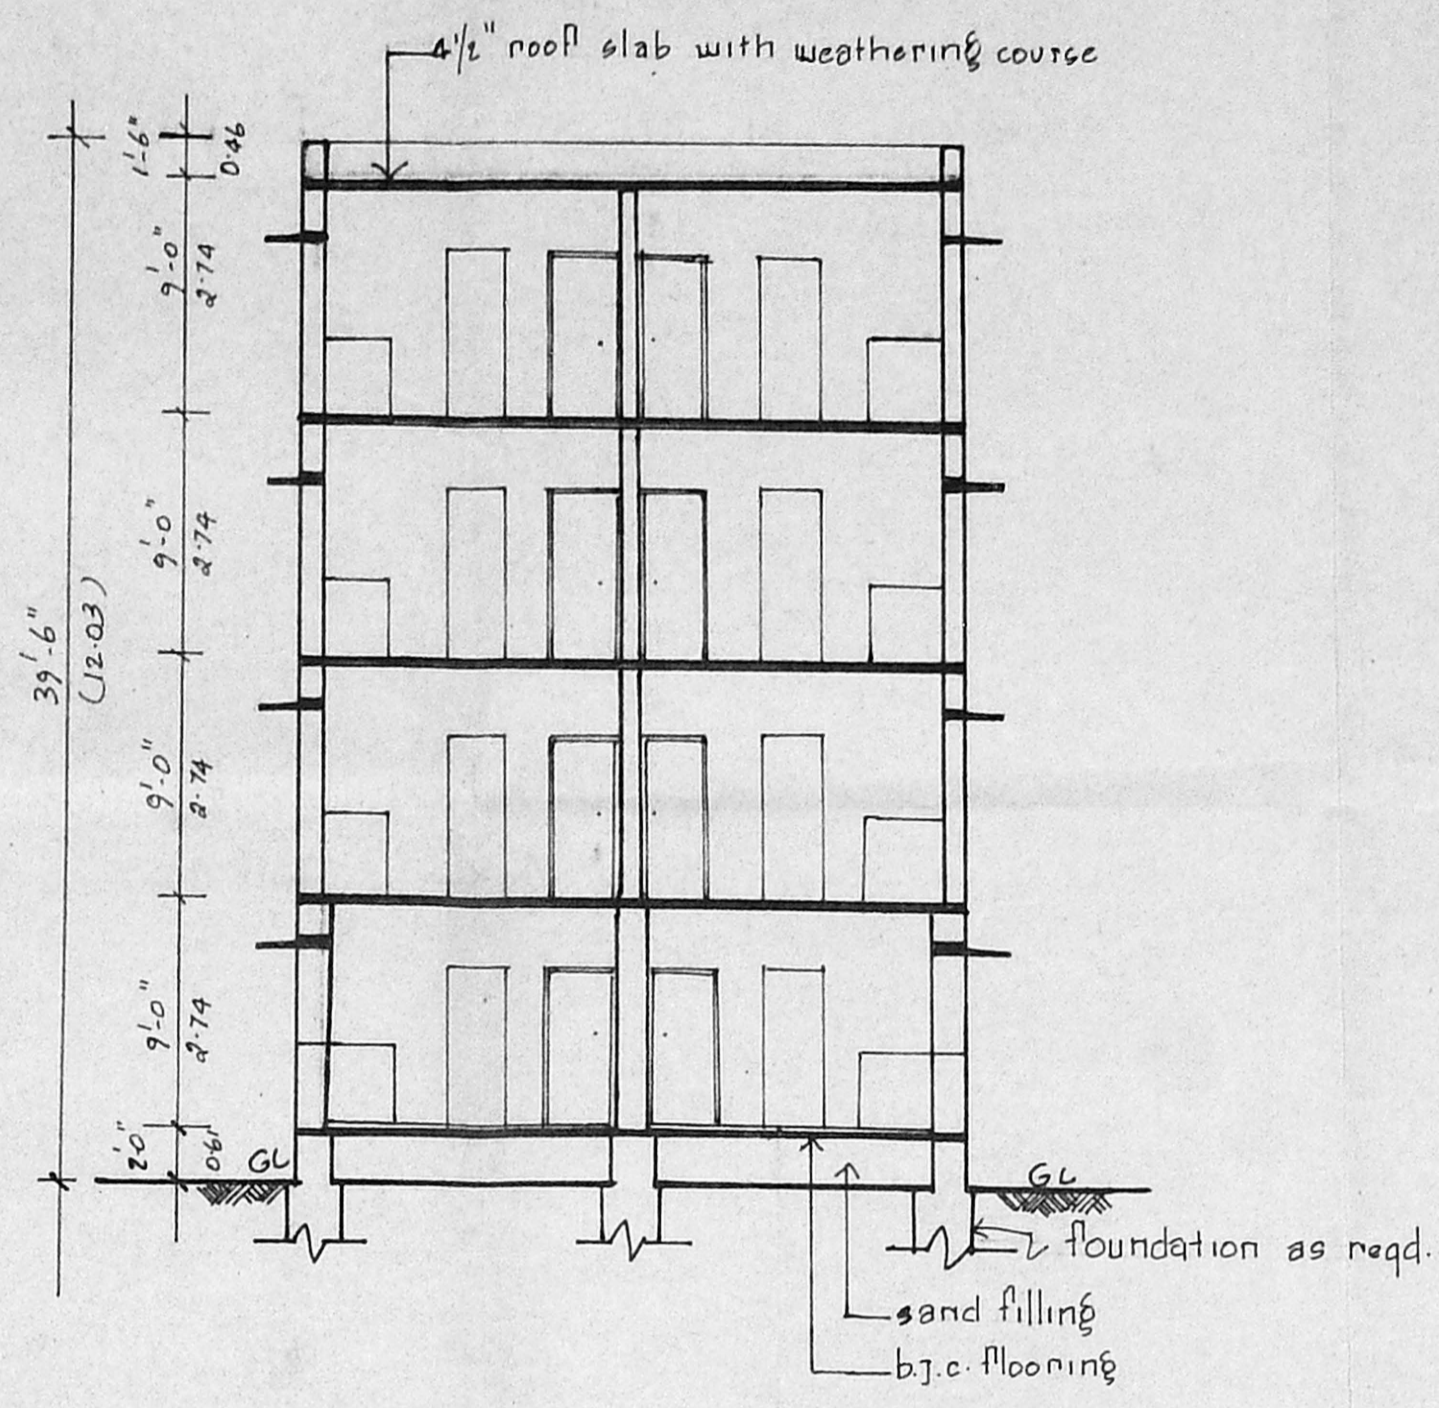 4½" roof slab with weathering course
1'-6"
0.46
9'-0"
2.74
9'-0"
2.74
39'-6"
(12.03)
9'-0"
2.74
9'-0"
2.74
2'0"
0.61
GL
GL
foundation as reqd.
sand filling
b.j.c. flooring